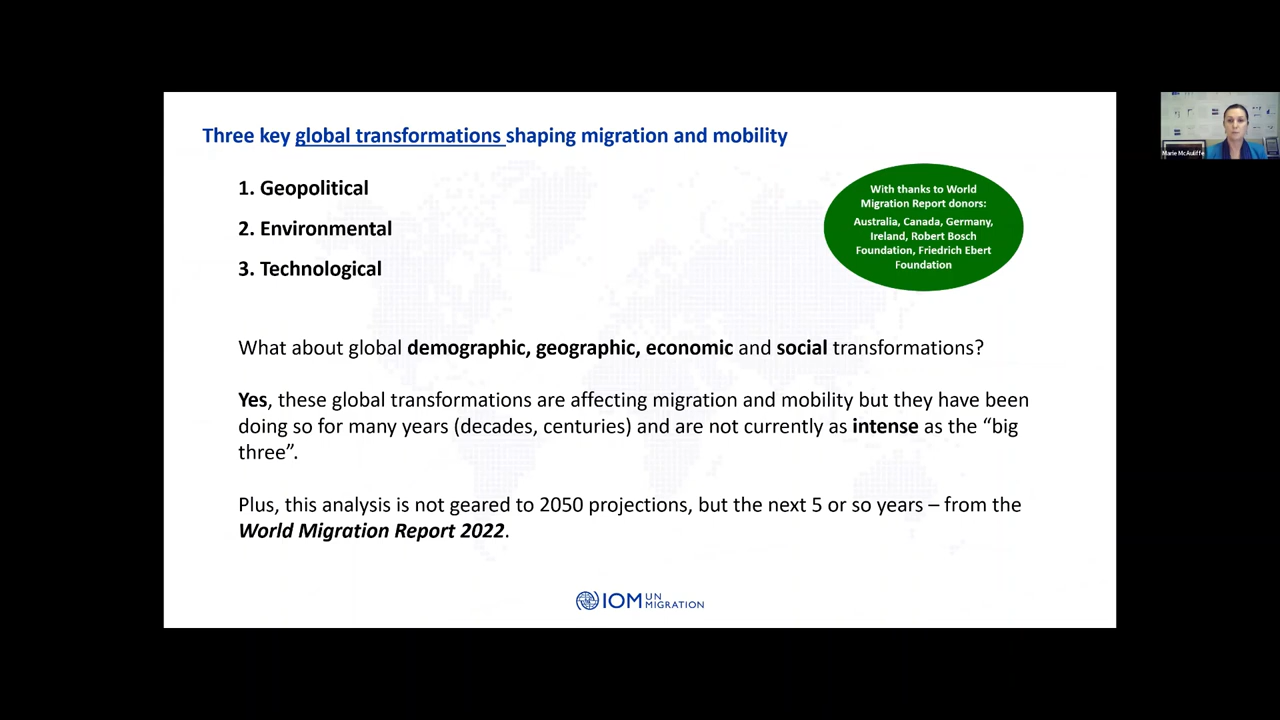 Three key global transformations shaping migration and mobility
1. Geopolitical
2. Environmental
3. Technological
With thanks to World
Migration Report donors:
Australia, Canada, Germany,
Ireland, Robert Bosch
Foundation, Friedrich Ebert
Foundation
What about global demographic, geographic, economic and social transformations?
Yes, these global transformations are affecting migration and mobility but they have been
doing so for many years (decades, centuries) and are not currently as intense as the “big
three”.
Plus, this analysis is not geared to 2050 projections, but the next 5 or so years – from the
World Migration Report 2022.
IOM UN
MIGRATION
Marie McAuliffe